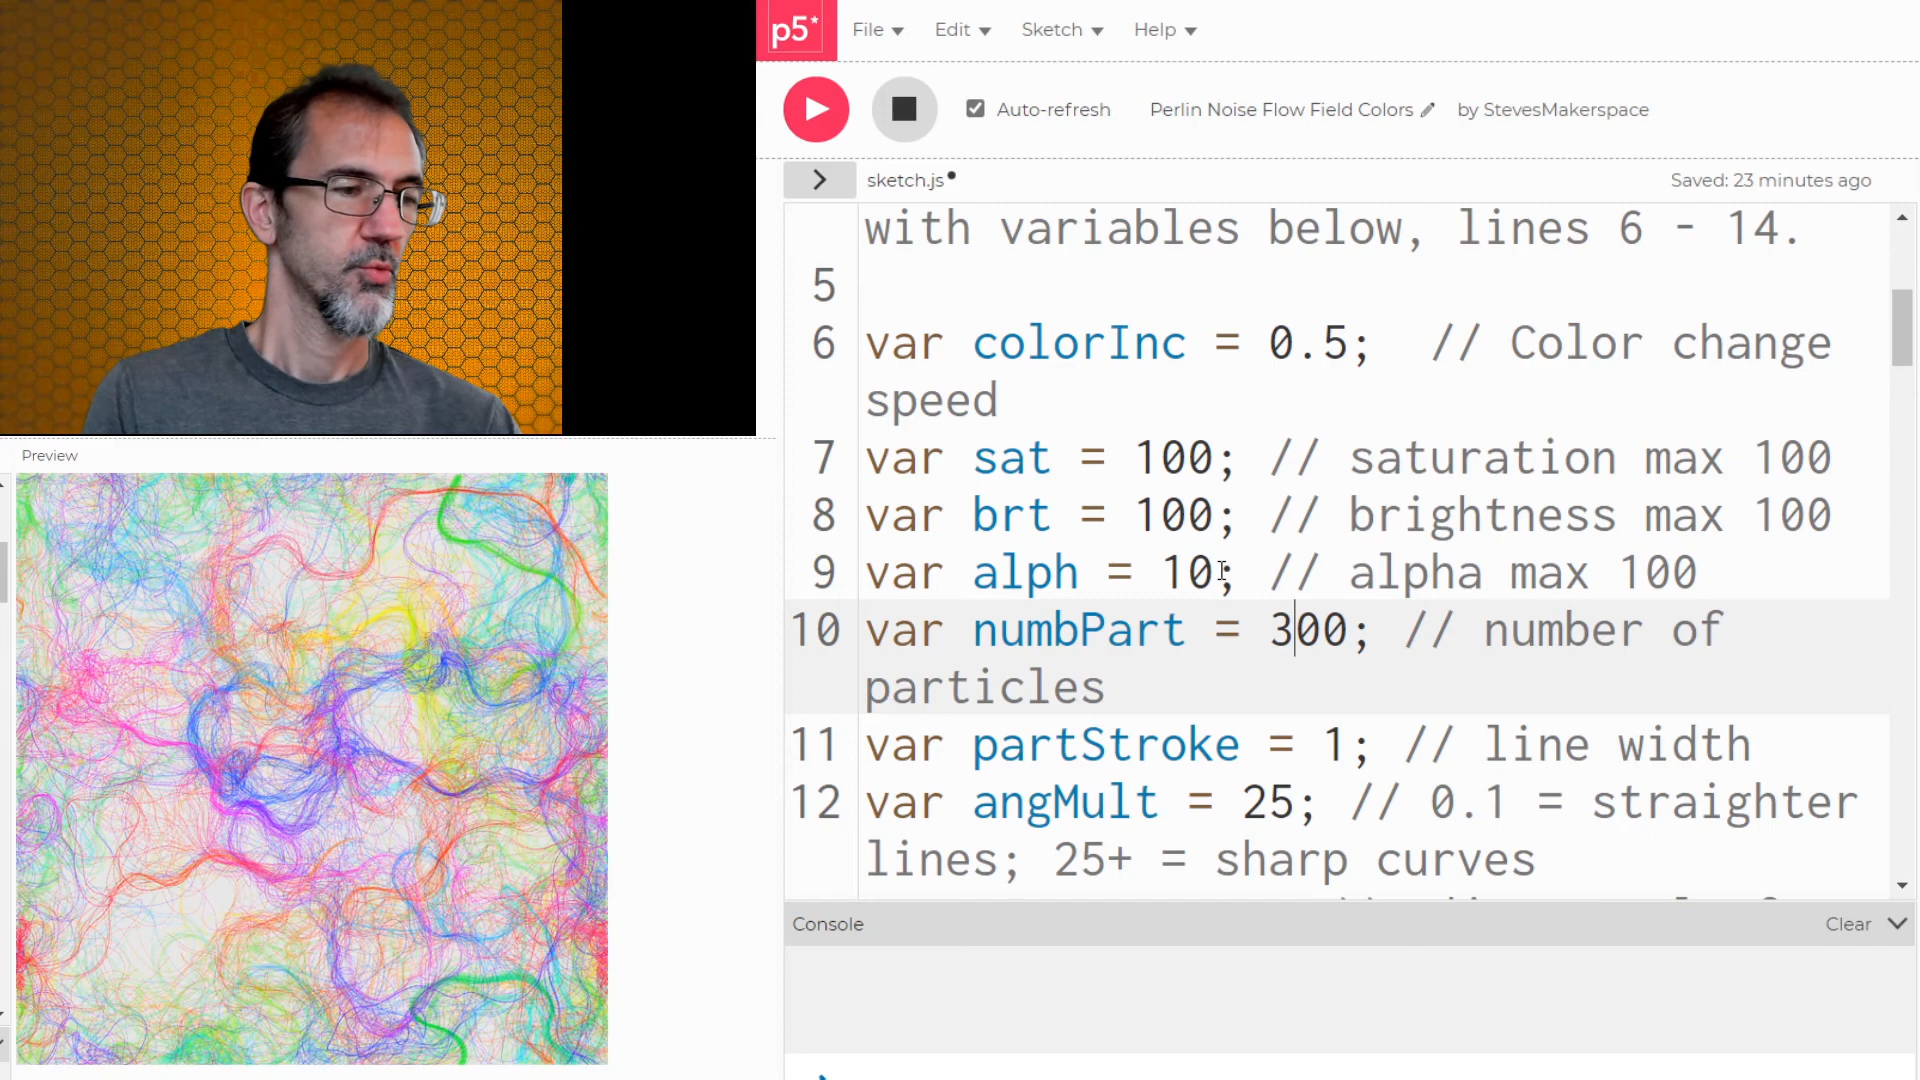 p5*
File Edit Sketch Help
Auto-refresh Perlin Noise Flow Field Colors by StevesMakerspace
sketch.js Saved: 23 minutes ago
with variables below, lines 6 - 14.
5
6 var colorInc = 0.5; // Color change
speed
7 var sat = 100; // saturation max 100
8 var brt = 100; // brightness max 100
9 var alph = 10; // alpha max 100
10 var numbPart = 300; // number of
particles
11 var partStroke = 1; // line width
12 var angMult = 25; // 0.1 = straighter
lines; 25+ = sharp curves
Console Clear
Preview